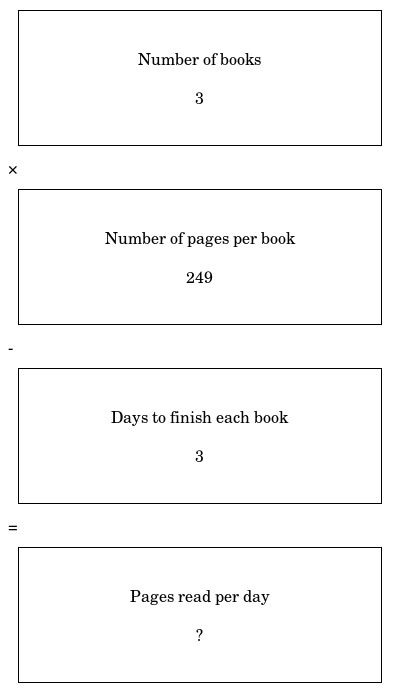 Number of books
3
×
Number of pages per book
249
-
Days to finish each book
3
=
Pages read per day
?